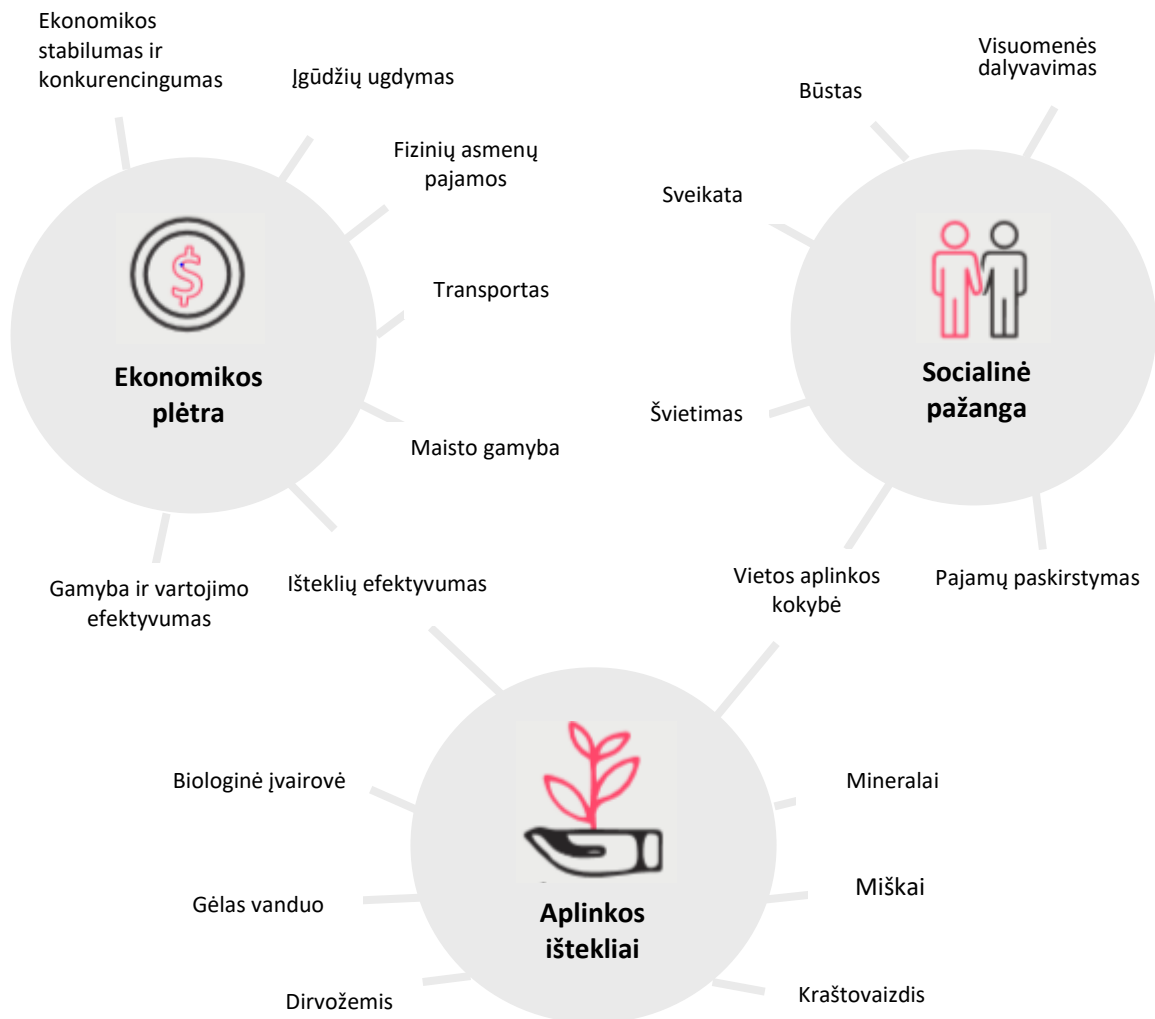 Ekonomikos
stabilumas ir
konkurencingumas
Įgūdžių ugdymas
Fizinių asmenų
pajamos
Transportas
Maisto gamyba
Ekonomikos
plėtra
Gamyba ir vartojimo
efektyvumas
Išteklių efektyvumas
Visuomenės
dalyvavimas
Būstas
Sveikata
Švietimas
Socialinė
pažanga
Vietos aplinkos
kokybė
Pajamų paskirstymas
Biologinė įvairovė
Gėlas vanduo
Dirvožemis
Aplinkos
ištekliai
Mineralai
Miškai
Kraštovaizdis